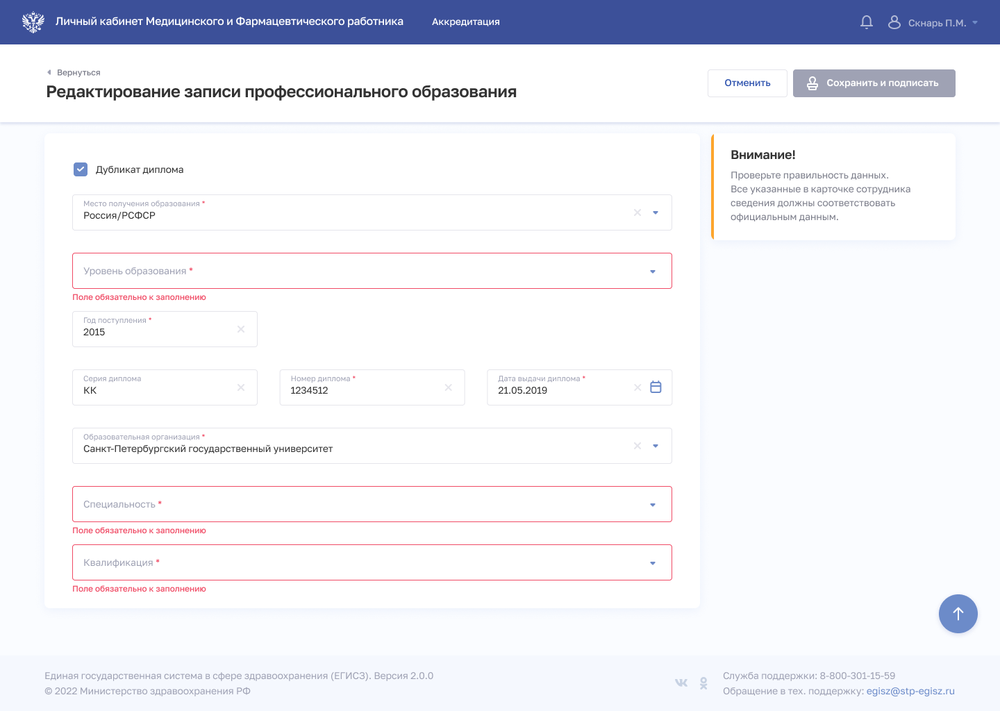 Личный кабинет Медицинского и Фармацевтического работника
Аккредитация
Скнарь П.М.
Вернуться
Редактирование записи профессионального образования
Отменить
Сохранить и подписать
Дубликат диплома
Место получения образования *
Россия/РСФСР
Уровень образования *
Поле обязательно к заполнению
Год поступления *
2015
Серия диплома
КК
Номер диплома *
1234512
Дата выдачи диплома *
21.05.2019
Образовательная организация *
Санкт-Петербургский государственный университет
Специальность *
Поле обязательно к заполнению
Квалификация *
Поле обязательно к заполнению
Внимание!
Проверьте правильность данных.
Все указанные в карточке сотрудника
сведения должны соответствовать
официальным данным.
Единая государственная система в сфере здравоохранения (ЕГИСЗ). Версия 2.0.0
© 2022 Министерство здравоохранения РФ
Служба поддержки: 8-800-301-15-59
Обращение в тех. поддержку: egisz@stp-egisz.ru